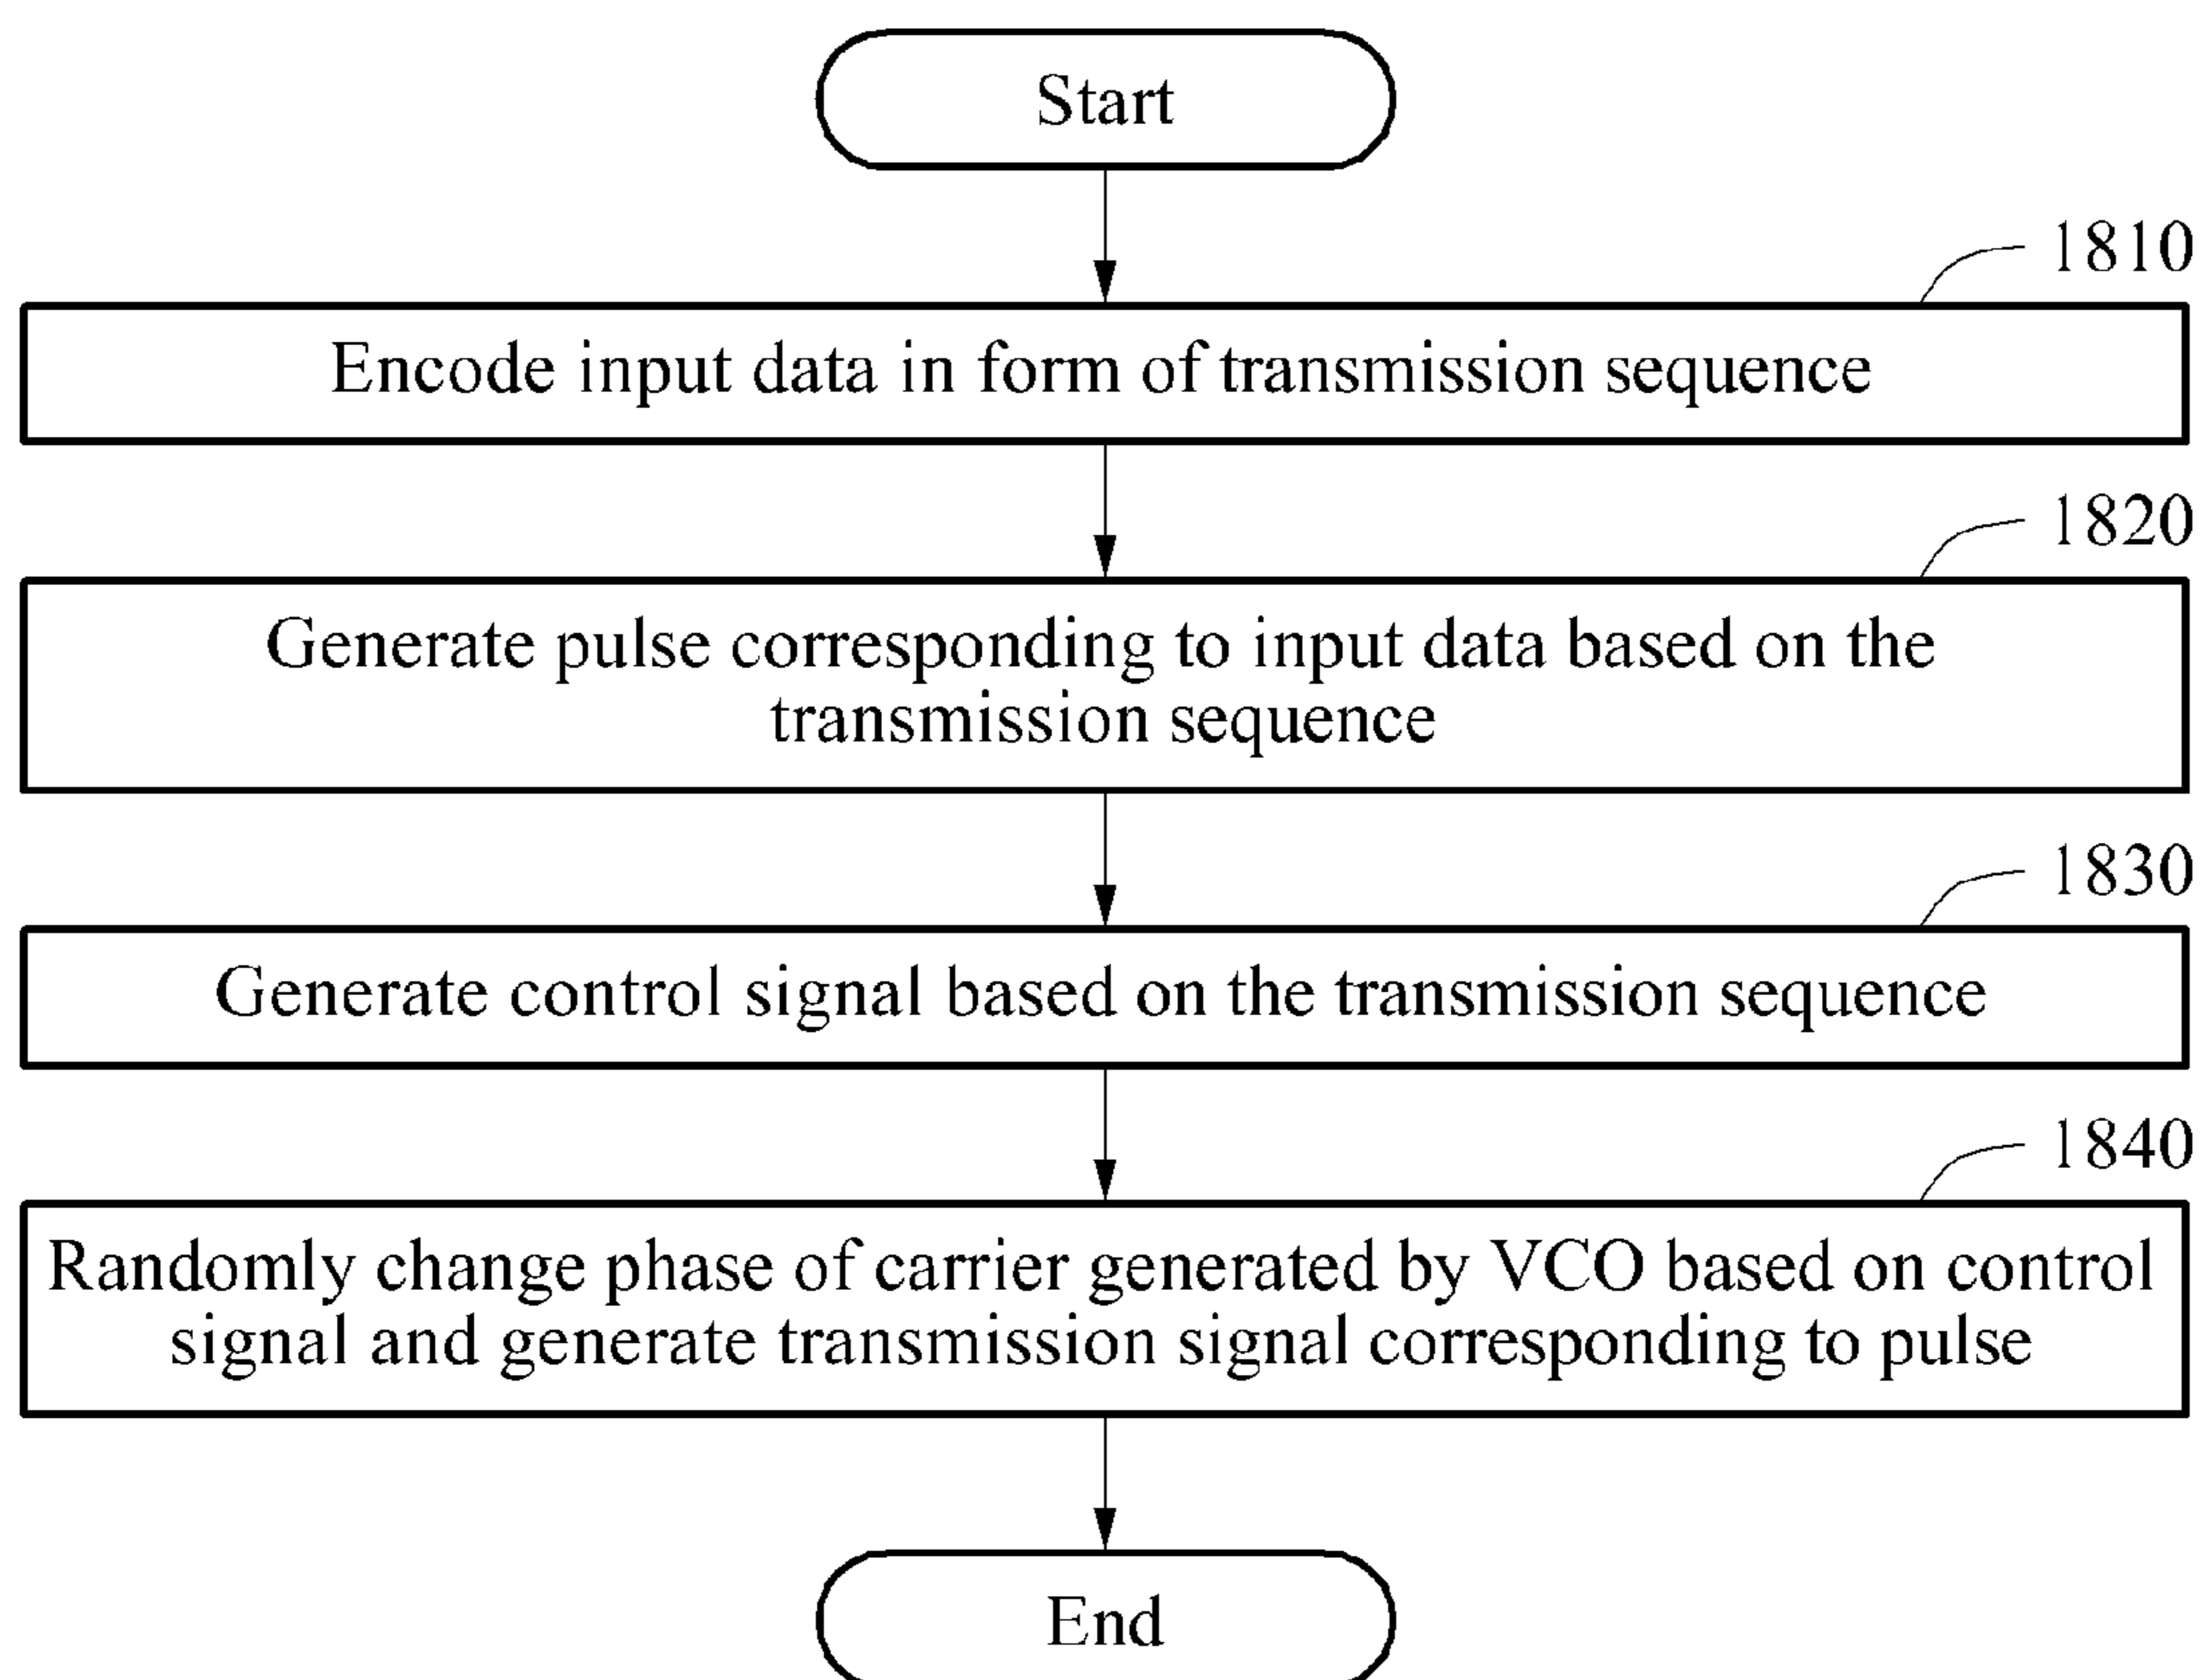 Start
1810
Encode input data in form of transmission sequence
1820
Generate pulse corresponding to input data based on the
transmission sequence
1830
Generate control signal based on the transmission sequence
1840
Randomly change phase of carrier generated by VCO based on control
signal and generate transmission signal corresponding to pulse
End